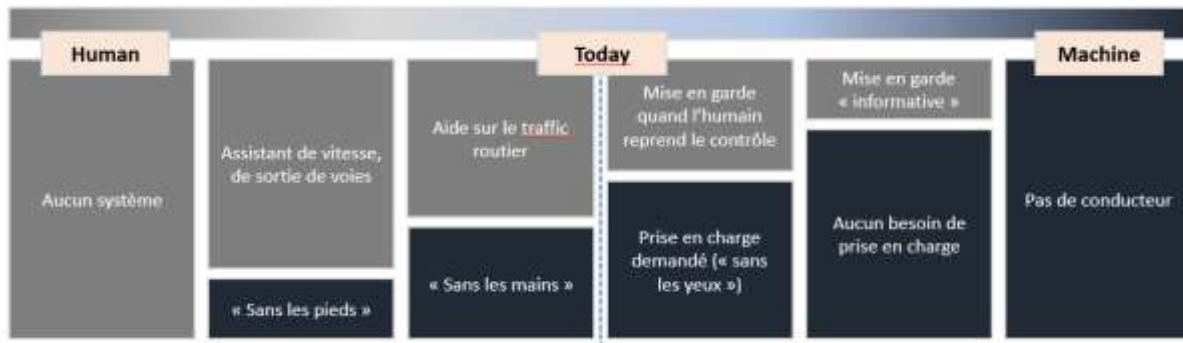 Human
Today
Machine
Aucun système
Assistant de vitesse,
de sortie de voies
« Sans les pieds »
Aide sur le traffic
routier
« Sans les mains »
Mise en garde
quand l'humain
reprend le contrôle
Prise en charge
demandé (« sans
les yeux »)
Mise en garde
« informative »
Aucun besoin de
prise en charge
Pas de conducteur